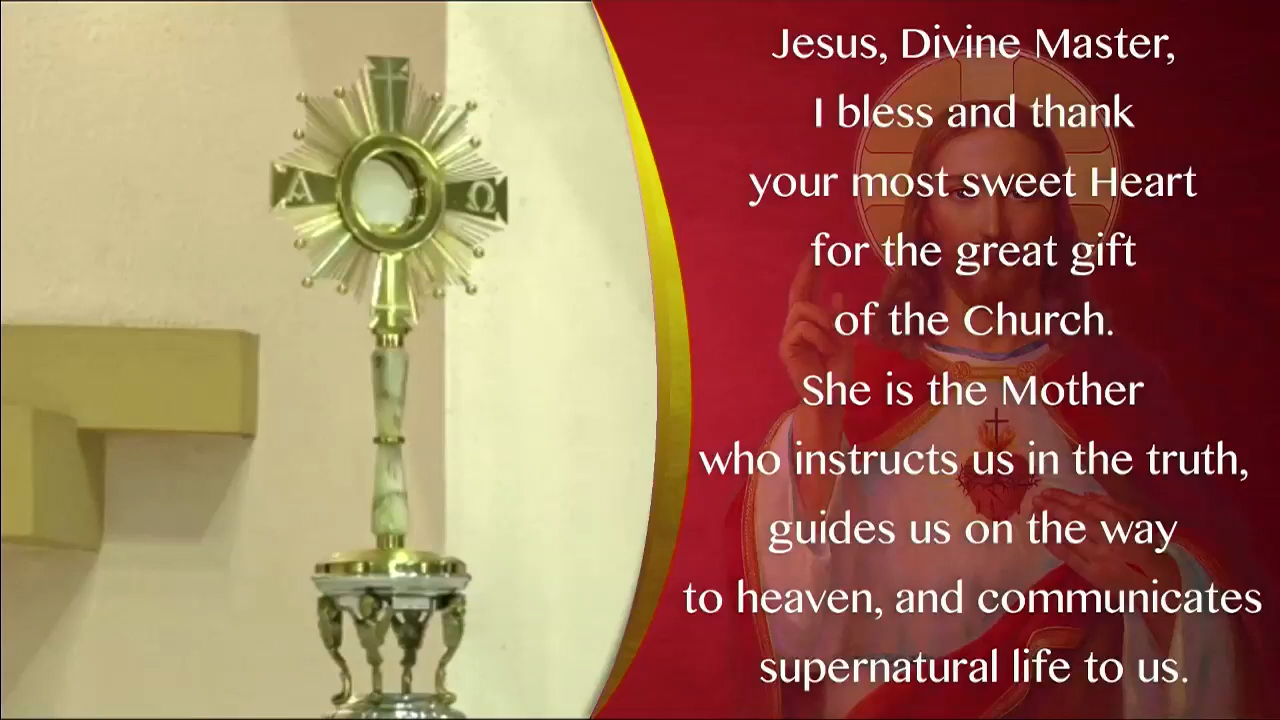 Α Ω
Jesus, Divine Master,
I bless and thank
your most sweet Heart
for the great gift
of the Church.
She is the Mother
who instructs us in the truth,
guides us on the way
to heaven, and communicates
supernatural life to us.